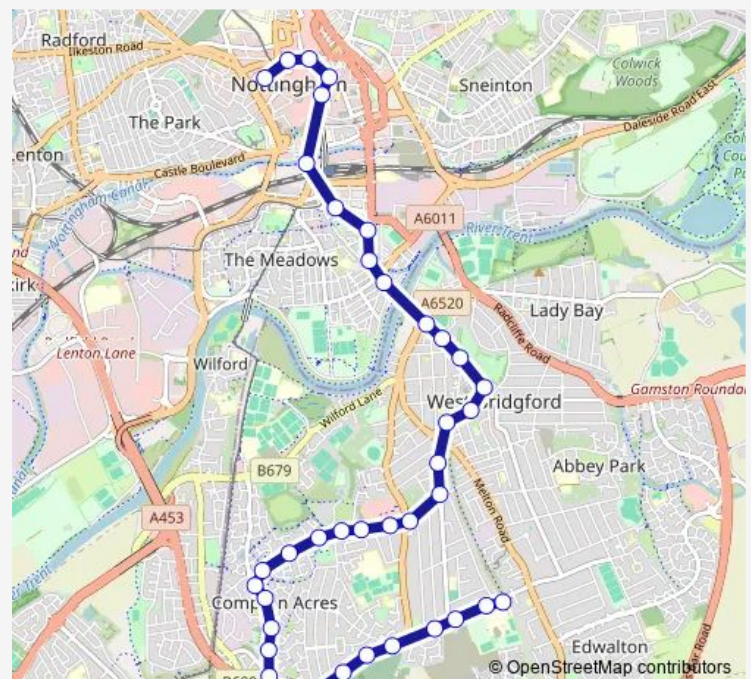 Radford
Ilkeston Road
Nottingham
Sneinton
Colwick
Woods
The Park
Daleside Road East
Lenton
Castle Boulevard
Nottingham Canal
A6011
River Trent
The Meadows
A6520
Lady Bay
Radcliffe Road
Lenton Lane
Wilford
Gamston Rounda
West Bridgford
Wilford Lane
B679
Abbey Park
Melton Road
A453
Compton Acres
Edwalton
© OpenStreetMap contributors